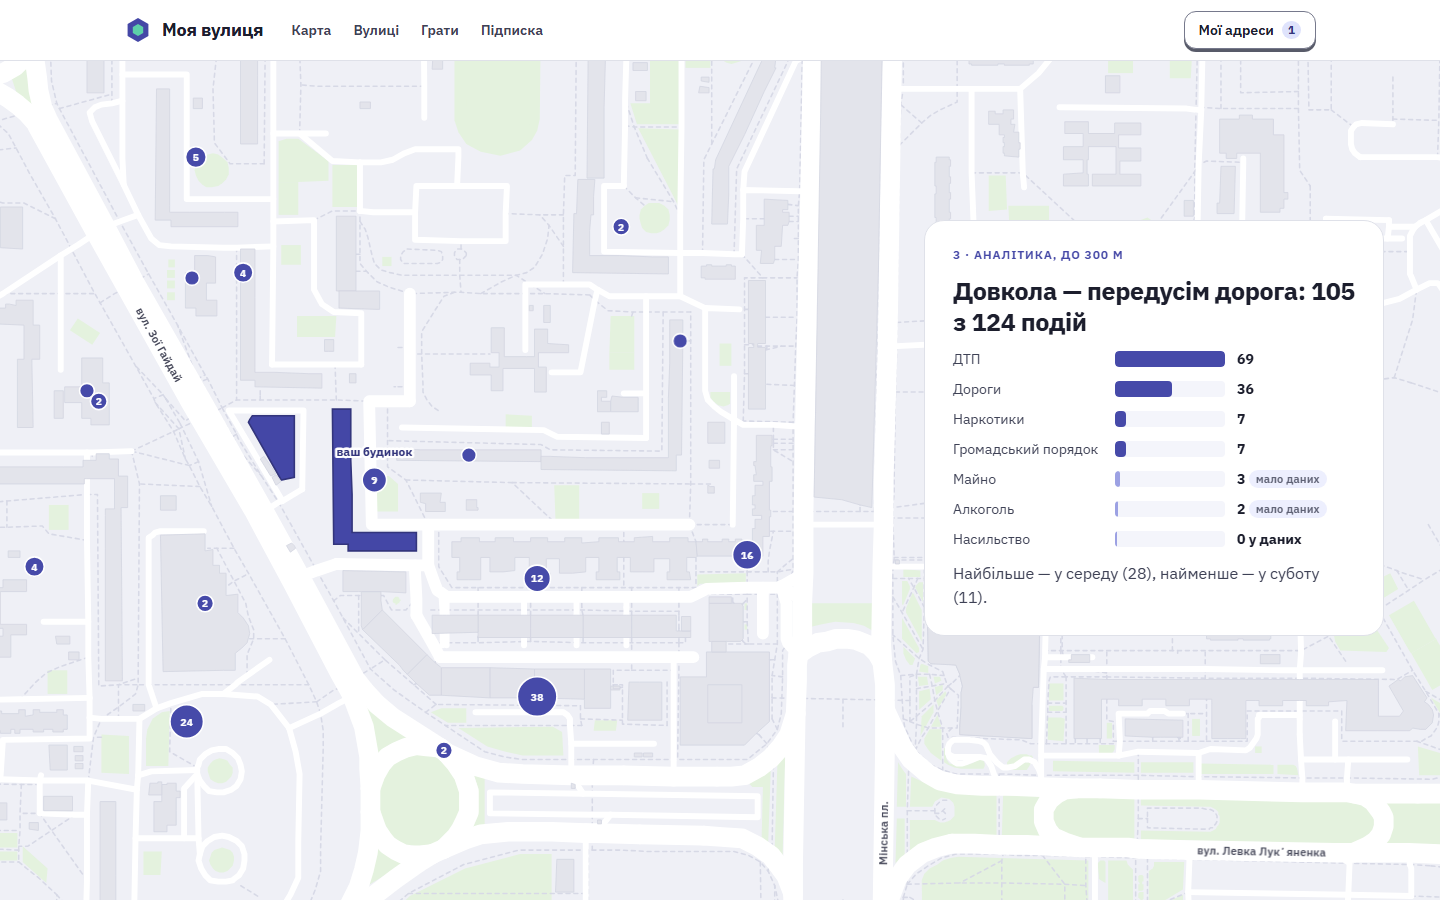 Моя вулиця
Карта
Вулиці
Грати
Підписка
Мої адреси 1
5
2
4
вул. Зої Гайдай
2
ваш будинок
9
4
12
16
2
38
24
2
Мінська пл.
вул. Левка Лук`яненка
3 · АНАЛІТИКА, ДО 300 М
Довкола — передусім дорога: 105
з 124 подій
ДТП 69
Дороги 36
Наркотики 7
Громадський порядок 7
Майно 3 мало даних
Алкоголь 2 мало даних
Насильство 0 у даних
Найбільше — у середу (28), найменше — у суботу
(11).